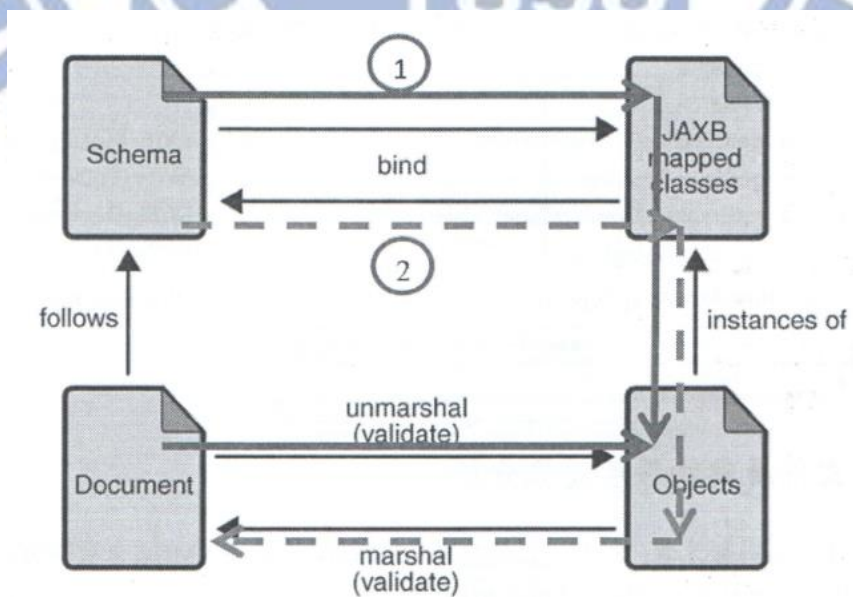 1
Schema
bind
JAXB
mapped
classes
2
follows
instances of
unmarshal
(validate)
Document
Objects
marshal
(validate)